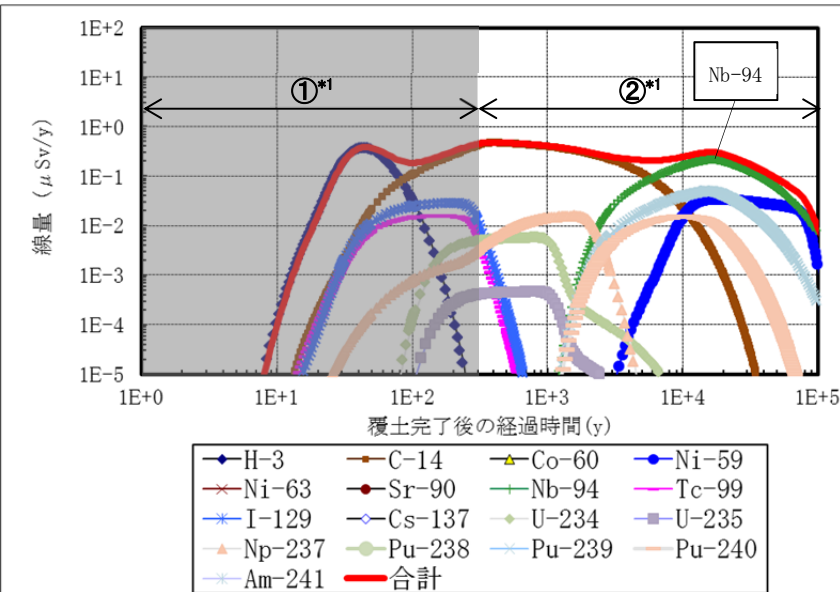 1E+2
1E+1
1E+0
1E-1
1E-2
1E-3
1E-4
1E-5
線量 (μSv/y)
①*1
②*1
Nb-94
1E+0 1E+1 1E+2 1E+3 1E+4 1E+5
覆土完了後の経過時間(y)
H-3 C-14 Co-60 Ni-59
Ni-63 Sr-90 Nb-94 Tc-99
I-129 Cs-137 U-234 U-235
Np-237 Pu-238 Pu-239 Pu-240
Am-241 合計